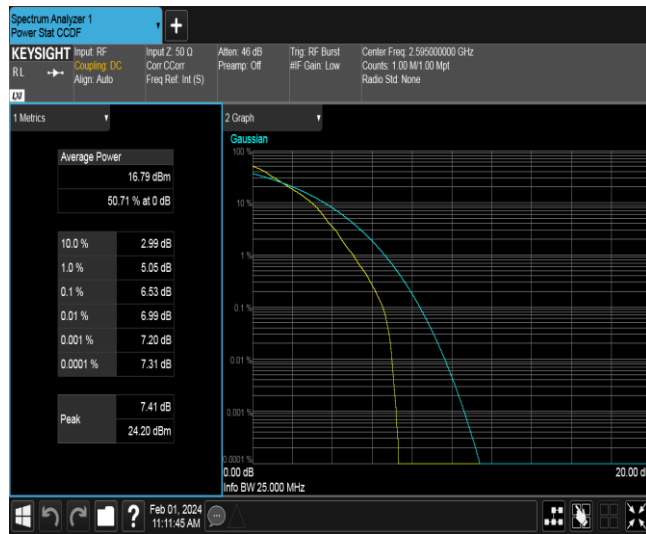 Spectrum Analyzer 1
Power Stat CCDF
+
KEYSIGHT
RL
LXI
Input: RF
Coupling: DC
Align: Auto
Input Z: 50 Ω
Corr CCorr
Freq Ref: Int (S)
Atten: 46 dB
Preamp: Off
Trig: RF Burst
#IF Gain: Low
Center Freq: 2.595000000 GHz
Counts: 1.00 M/1.00 Mpt
Radio Std: None
1 Metrics
Average Power
16.79 dBm
50.71 % at 0 dB
10.0 % 2.99 dB
1.0 % 5.05 dB
0.1 % 6.53 dB
0.01 % 6.99 dB
0.001 % 7.20 dB
0.0001 % 7.31 dB
Peak
7.41 dB
24.20 dBm
2 Graph
Gaussian
100 %
10 %
1 %
0.1 %
0.01 %
0.001 %
0.0001 %
0.00 dB
20.00 d
Info BW 25.000 MHz
?
Feb 01, 2024
11:11:45 AM